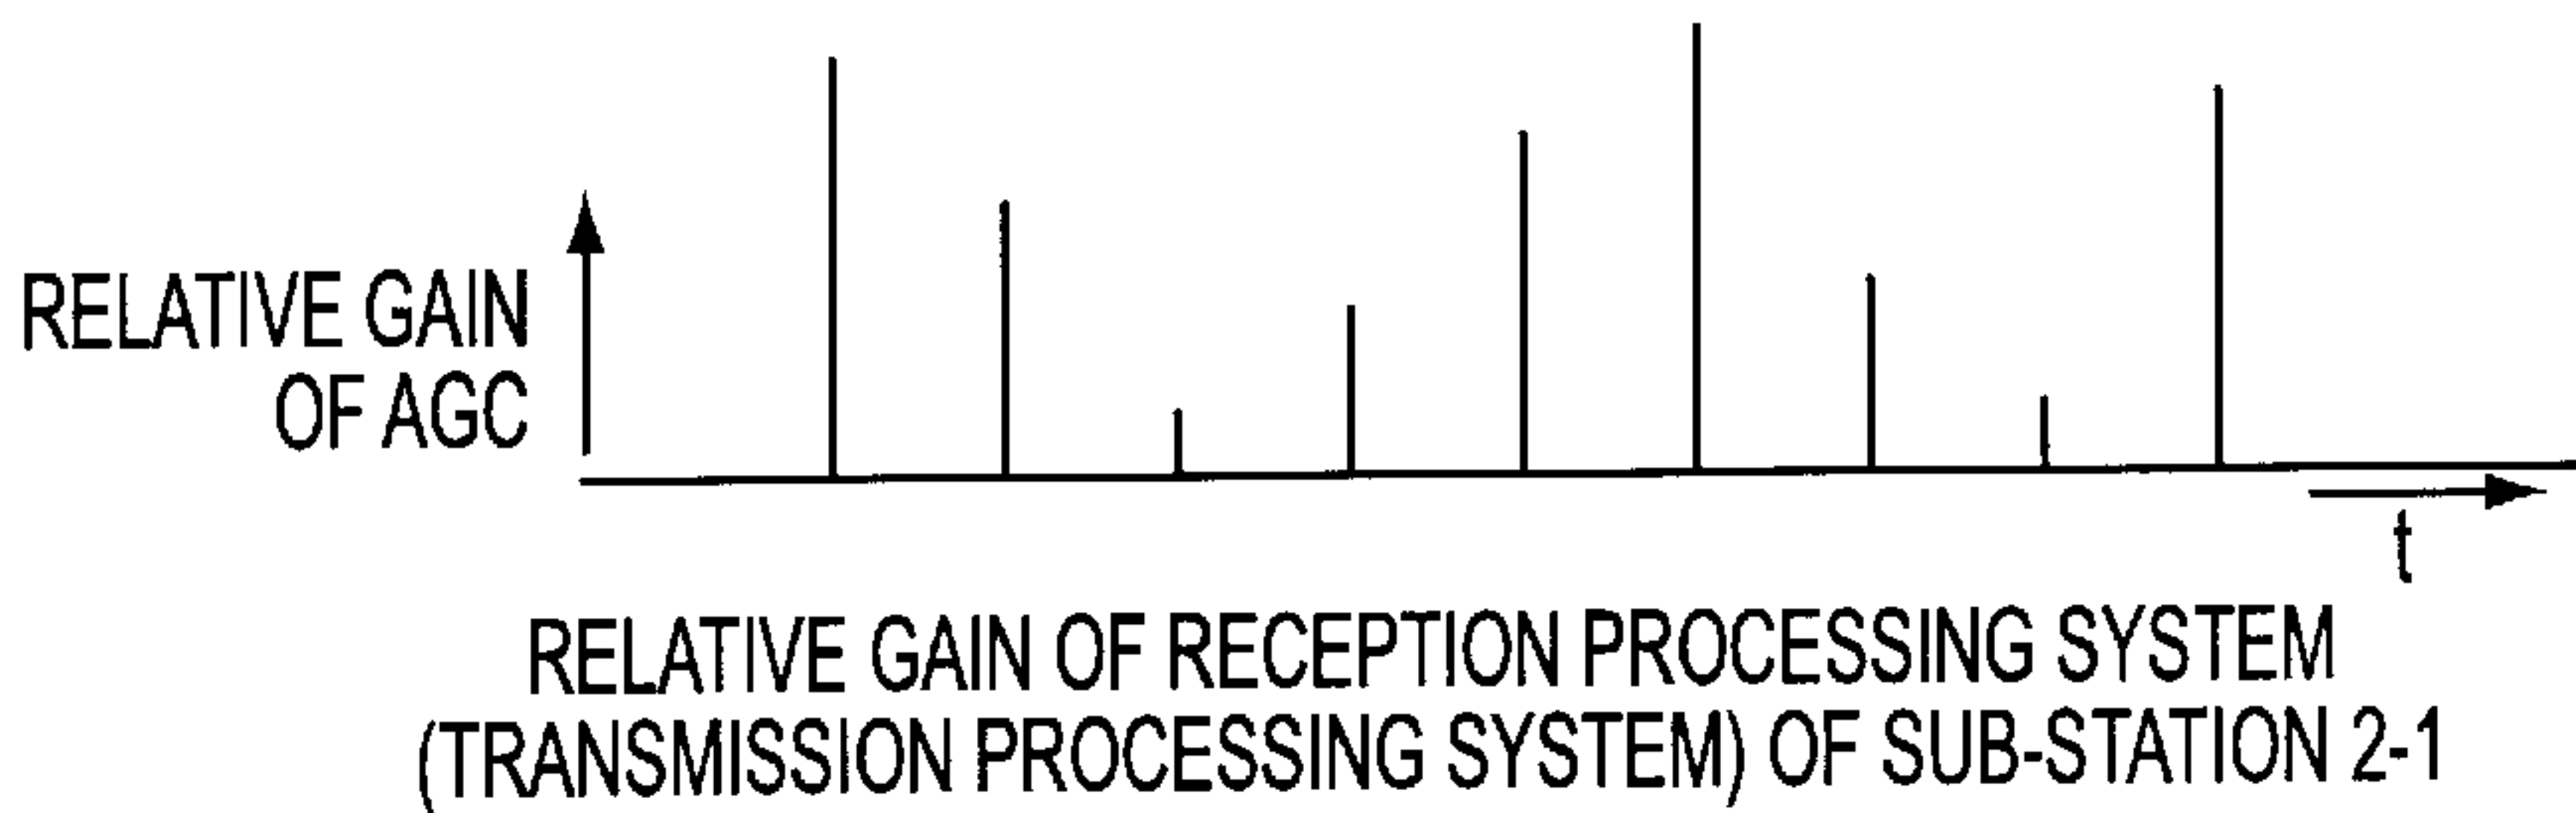 RELATIVE GAIN
OF AGC
t
RELATIVE GAIN OF RECEPTION PROCESSING SYSTEM
(TRANSMISSION PROCESSING SYSTEM) OF SUB-STATION 2-1